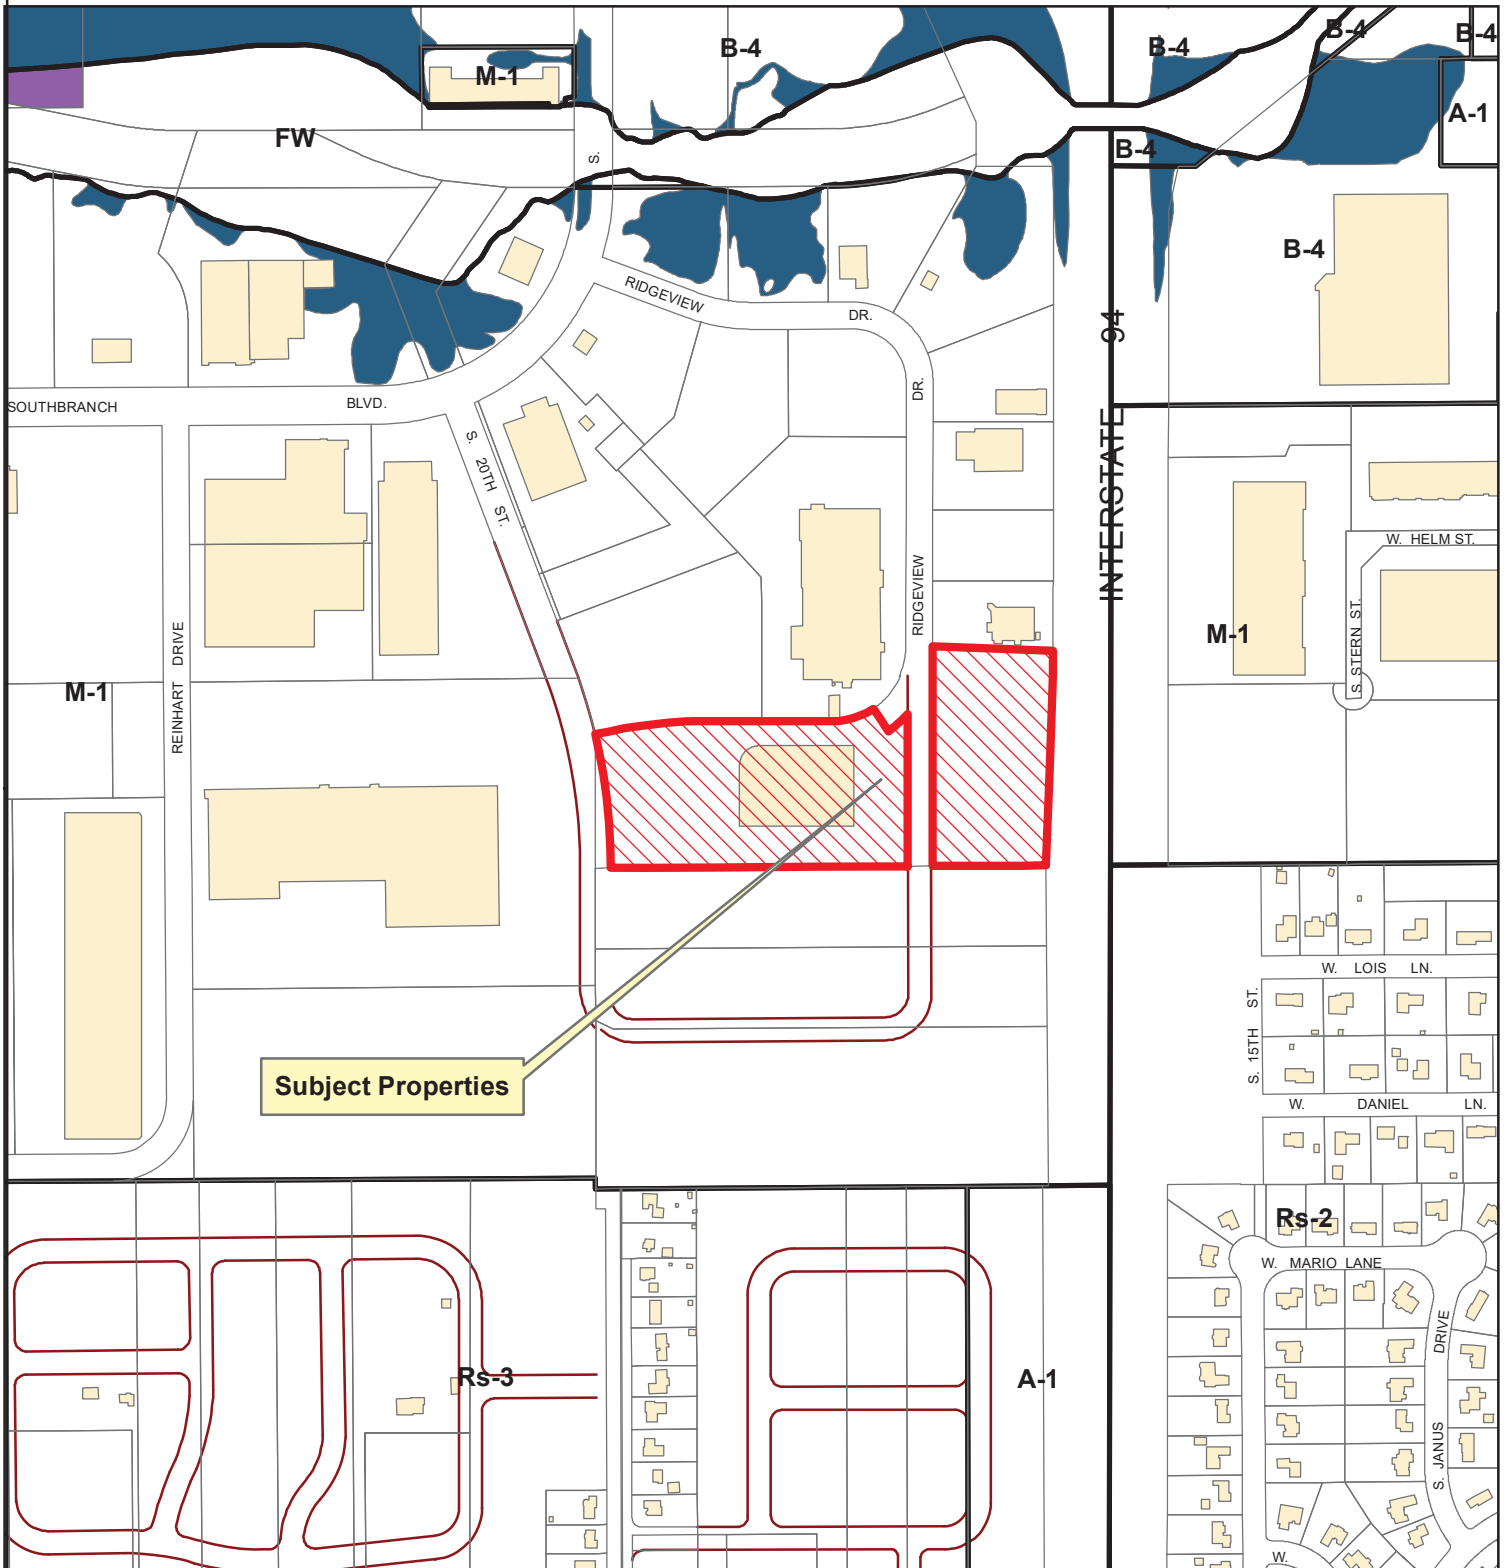 B-4
B-4
B-4
B-4
M-1
A-1
FW
S.
B-4
B-4
RIDGEVIEW
DR.
94
SOUTHBRANCH
BLVD.
DR.
S. 20TH ST.
INTERSTATE
W. HELM ST.
RIDGEVIEW
S. STERN ST.
M-1
REINHART DRIVE
M-1
W. LOIS LN.
S. 15TH ST.
Subject Properties
W. DANIEL LN.
Rs-2
W. MARIO LANE
Rs-3
A-1
S. JANUS DRIVE
W.